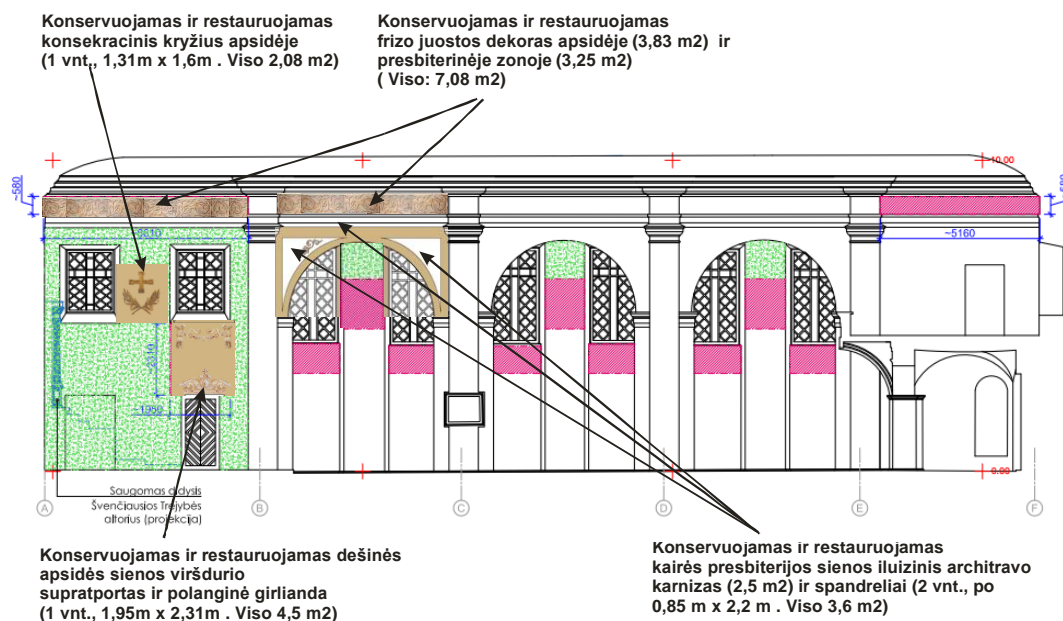 Konservuojamas ir restauruojamas
konsekracinis kryžius apsidėje
(1 vnt., 1,31m x 1,6m . Viso 2,08 m2)
Konservuojamas ir restauruojamas
frizo juostos dekoras apsidėje (3,83 m2) ir
presbiterinėje zonoje (3,25 m2)
( Viso: 7,08 m2)
10.00
~580
~5160
~2310
~1980
0.00
A
B
C
D
E
F
Saugomas didysis
Švenčiausios Trejybės
altorius (projekcija)
Konservuojamas ir restauruojamas dešinės
apsidės sienos viršdurio
supratportas ir polanginė girlianda
(1 vnt., 1,95m x 2,31m . Viso 4,5 m2)
Konservuojamas ir restauruojamas
kairės presbiterijos sienos iliuzinis architravo
karnizas (2,5 m2) ir spandreliai (2 vnt., po
0,85 m x 2,2 m . Viso 3,6 m2)